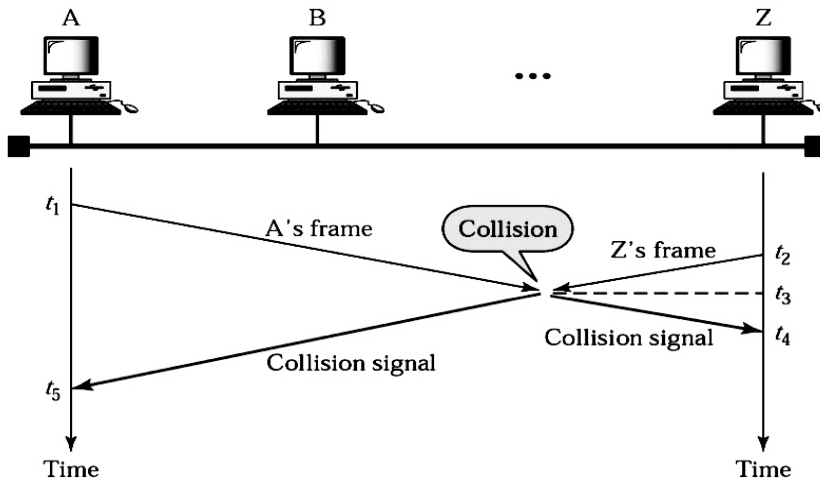 A
B
...
Z
t1
A's frame
Collision
Z's frame
t2
t3
Collision signal
t4
Collision signal
t5
Time
Time